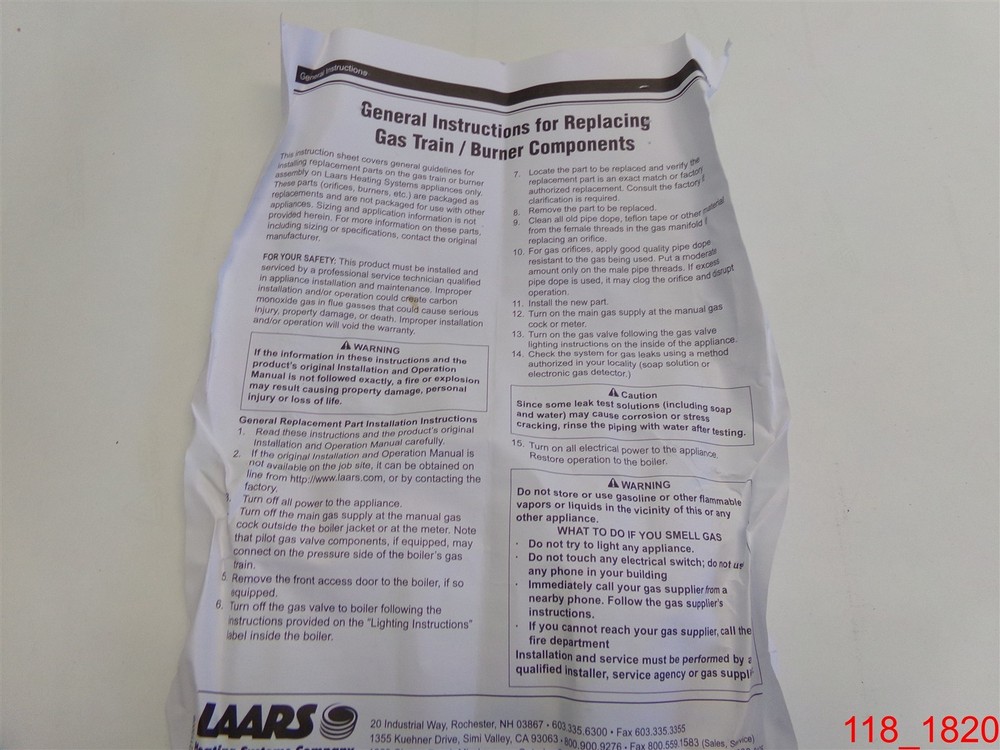 General Instructions
General Instructions for Replacing
Gas Train / Burner Components
This instruction sheet covers general guidelines for
installing replacement parts on the gas train or burner
assembly on Laars Heating Systems appliances only.
These parts (orifices, burners, etc.) are packaged as
replacements and are not packaged for use with other
appliances. Sizing and application information is not
provided herein. For more information on these parts,
including sizing or specifications, contact the original
manufacturer.
FOR YOUR SAFETY: This product must be installed and
serviced by a professional service technician qualified
in appliance installation and maintenance. Improper
installation and/or operation could create carbon
monoxide gas in flue gasses that could cause serious
injury, property damage, or death. Improper installation
and/or operation will void the warranty.
⚠ WARNING
If the information in these instructions and the
product's original Installation and Operation
Manual is not followed exactly, a fire or explosion
may result causing property damage, personal
injury or loss of life.
General Replacement Part Installation Instructions
1. Read these instructions and the product's original
Installation and Operation Manual carefully.
2. If the original Installation and Operation Manual is
not available on the job site, it can be obtained on
line from http://www.laars.com, or by contacting the
factory.
Turn off all power to the appliance.
Turn off the main gas supply at the manual gas
cock outside the boiler jacket or at the meter. Note
that pilot gas valve components, if equipped, may
connect on the pressure side of the boiler's gas
train.
5. Remove the front access door to the boiler, if so
equipped.
6. Turn off the gas valve to boiler following the
instructions provided on the "Lighting Instructions"
label inside the boiler.
7. Locate the part to be replaced and verify the
replacement part is an exact match or factory
authorized replacement. Consult the factory if
clarification is required.
8. Remove the part to be replaced.
9. Clean all old pipe dope, teflon tape or other material
from the female threads in the gas manifold if
replacing an orifice.
10. For gas orifices, apply good quality pipe dope
resistant to the gas being used. Put a moderate
amount only on the male pipe threads. If excess
pipe dope is used, it may clog the orifice and disrupt
operation.
11. Install the new part.
12. Turn on the main gas supply at the manual gas
cock or meter.
13. Turn on the gas valve following the gas valve
lighting instructions on the inside of the appliance.
14. Check the system for gas leaks using a method
authorized in your locality (soap solution or
electronic gas detector.)
⚠ Caution
Since some leak test solutions (including soap
and water) may cause corrosion or stress
cracking, rinse the piping with water after testing.
15. Turn on all electrical power to the appliance.
Restore operation to the boiler.
⚠ WARNING
Do not store or use gasoline or other flammable
vapors or liquids in the vicinity of this or any
other appliance.
WHAT TO DO IF YOU SMELL GAS
· Do not try to light any appliance.
· Do not touch any electrical switch; do not use
any phone in your building
· Immediately call your gas supplier from a
nearby phone. Follow the gas supplier's
instructions.
· If you cannot reach your gas supplier, call the
fire department
Installation and service must be performed by a
qualified installer, service agency or gas suppl
LAARS
Heating Systems Company
20 Industrial Way, Rochester, NH 03867 • 603.335.6300 • Fax 603.335.3355
1355 Kuehner Drive, Simi Valley, CA 93063 • 800.900.9276 • Fax 800.559.1583 (Sales, Service)
118_1820